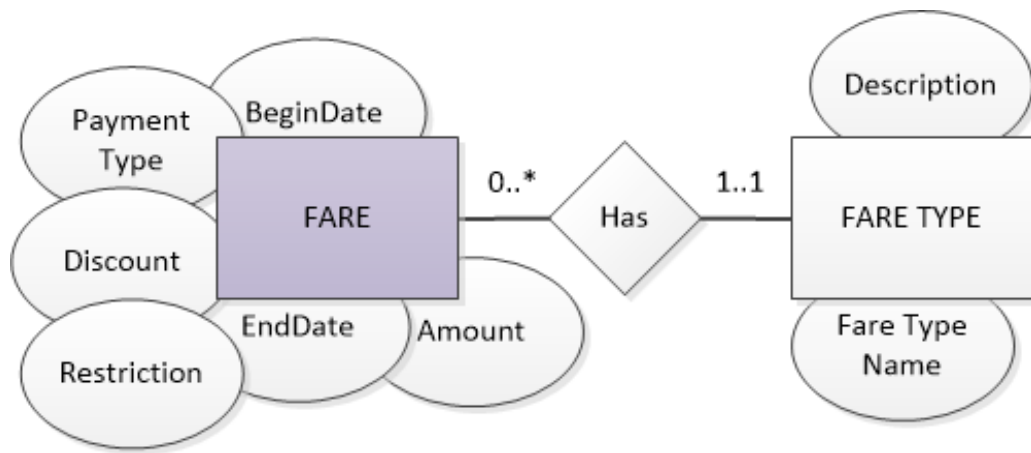 Payment
Type
BeginDate
Description
0..*
1..1
FARE
Has
FARE TYPE
Discount
EndDate
Amount
Fare Type
Name
Restriction